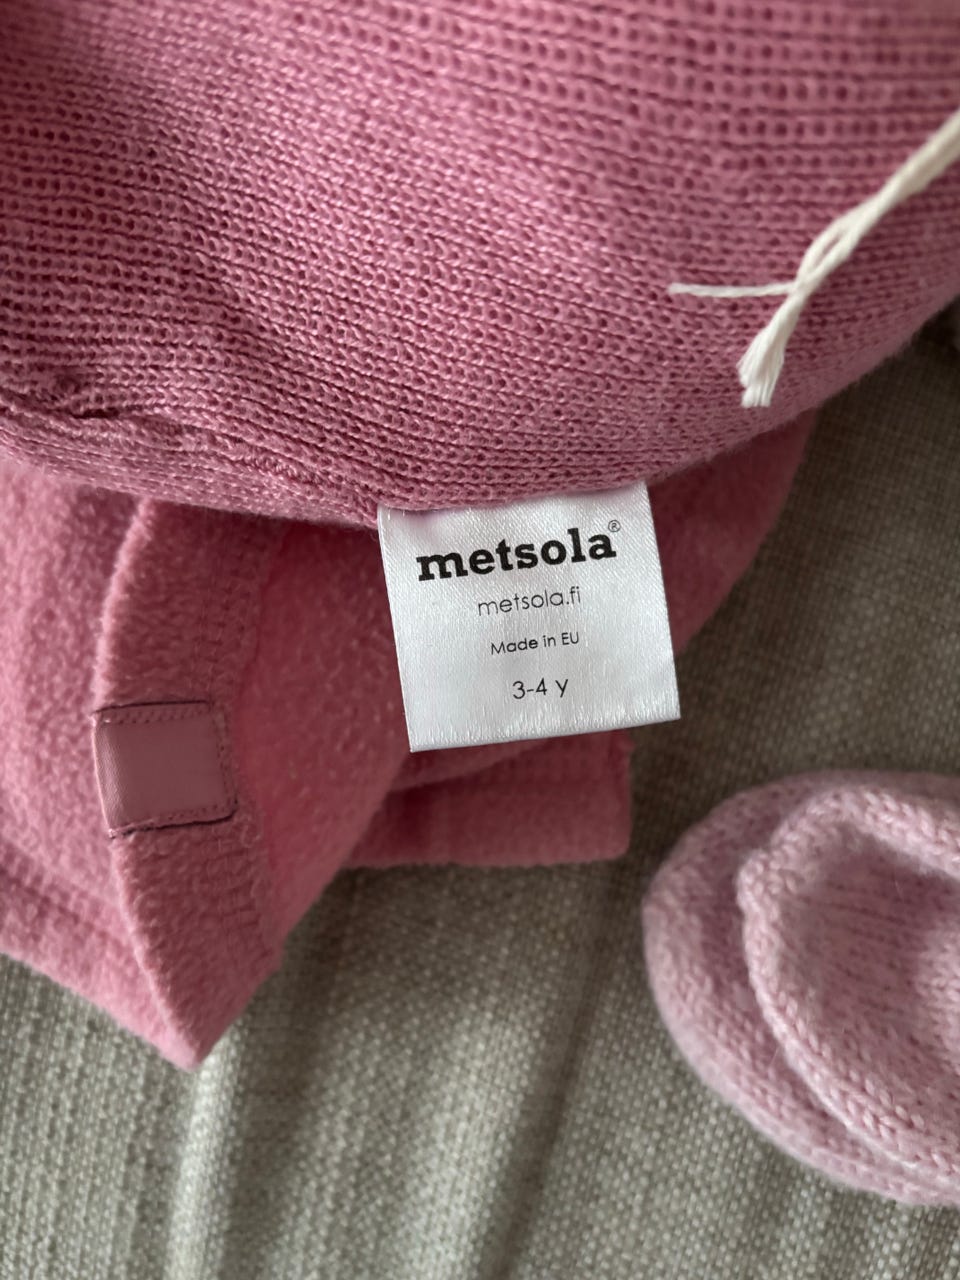 metsola®
metsola.fi
Made in EU
3-4 y